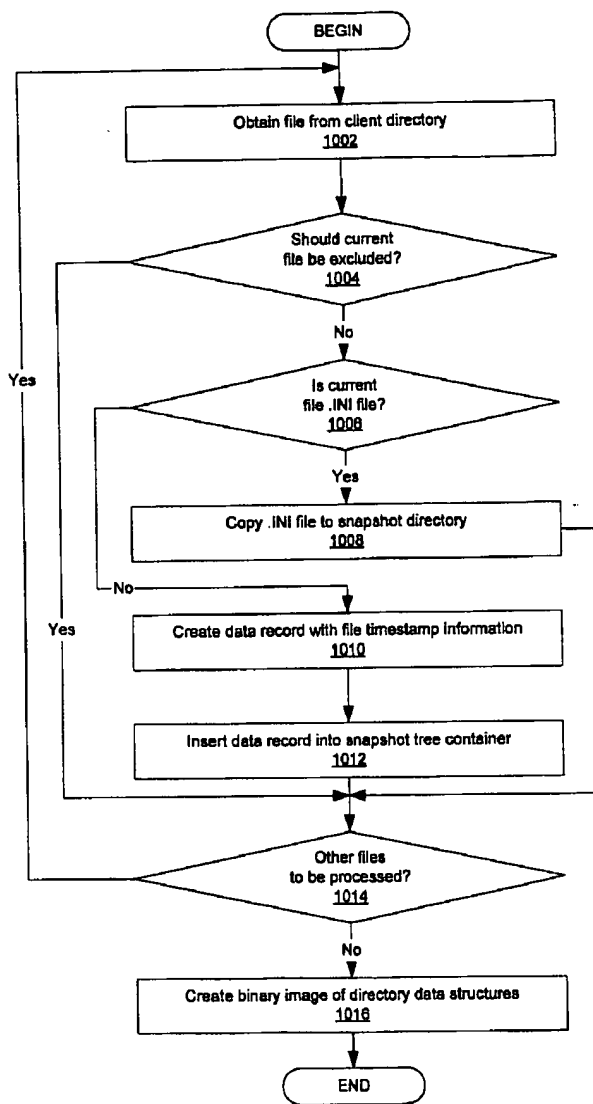 BEGIN
Obtain file from client directory
1002
Should current
file be excluded?
1004
No
Yes
Is current
file .INI file?
1006
Yes
Copy .INI file to snapshot directory
1008
No
Create data record with file timestamp information
1010
Yes
Insert data record into snapshot tree container
1012
Other files
to be processed?
1014
No
Create binary image of directory data structures
1016
END